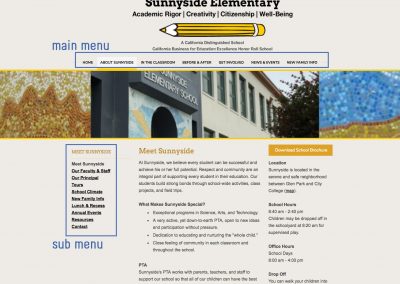 Sunnyside Elementary
Academic Rigor | Creativity | Citizenship | Well-Being
A California Distinguished School
California Business for Education Excellence Honor Roll School
main menu
HOME ABOUT SUNNYSIDE IN THE CLASSROOM BEFORE & AFTER GET INVOLVED NEWS & EVENTS NEW FAMILY INFO
SUNNYSIDE
ELEMENTARY SCHOOL
MEET SUNNYSIDE
Meet Sunnyside
Our Faculty & Staff
Our Principal
Tours
School Climate
New Family Info
Lunch & Recess
Annual Events
Resources
Contact
sub menu
Meet Sunnyside
At Sunnyside, we believe every student can be successful and
achieve his or her full potential. Respect and community are an
integral part of supporting every student in their education. Our
students build strong bonds through school-wide activities, class
projects, and field trips.
What Makes Sunnyside Special?
• Exceptional programs in Science, Arts, and Technology.
• A very active, yet down-to-earth PTA, open to new ideas
and participation without pressure.
• Dedication to educating and nurturing the "whole child."
• Close feeling of community in each classroom and
throughout the school.
PTA
Sunnyside's PTA works with parents, teachers, and staff to
support our school so that all of our children can have the best
Download School Brochure
Location
Sunnyside is located in the
serene and safe neighborhood
between Glen Park and City
College (map).
School Hours
8:40 am - 2:40 pm
Children may be dropped off in
the schoolyard at 8:20 am for
supervised play.
Office Hours
School Days
8:00 am - 4:00 pm
Drop Off
You can walk your children into